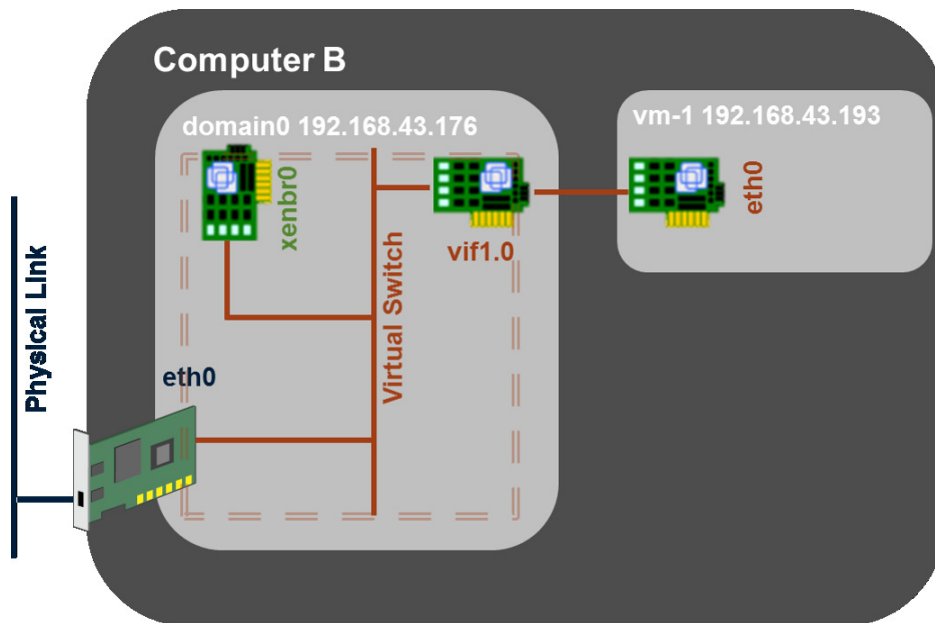 Computer B
domain0 192.168.43.176
vm-1 192.168.43.193
xenbr0
vif1.0
eth0
Virtual Switch
eth0
Physical Link